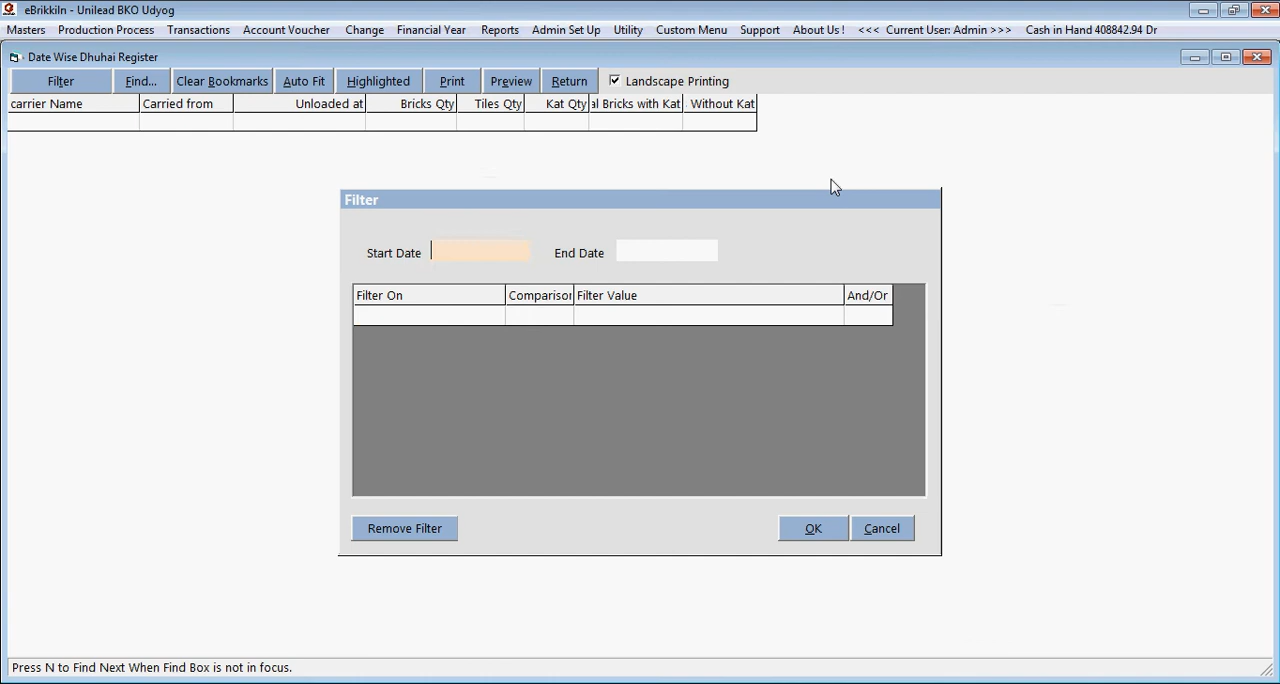 eBrikkiln - Unilead BKO Udyog
Masters Production Process Transactions Account Voucher Change Financial Year Reports Admin Set Up Utility Custom Menu Support About Us ! <<< Current User: Admin >>> Cash in Hand 408842.94 Dr
Date Wise Dhuhai Register
Filter Find... Clear Bookmarks Auto Fit Highlighted Print Preview Return Landscape Printing
carrier Name Carried from Unloaded at Bricks Qty Tiles Qty Kat Qty al Bricks with Kat Without Kat
Filter
Start Date End Date
Filter On Comparison Filter Value And/Or
Remove Filter OK Cancel
Press N to Find Next When Find Box is not in focus.